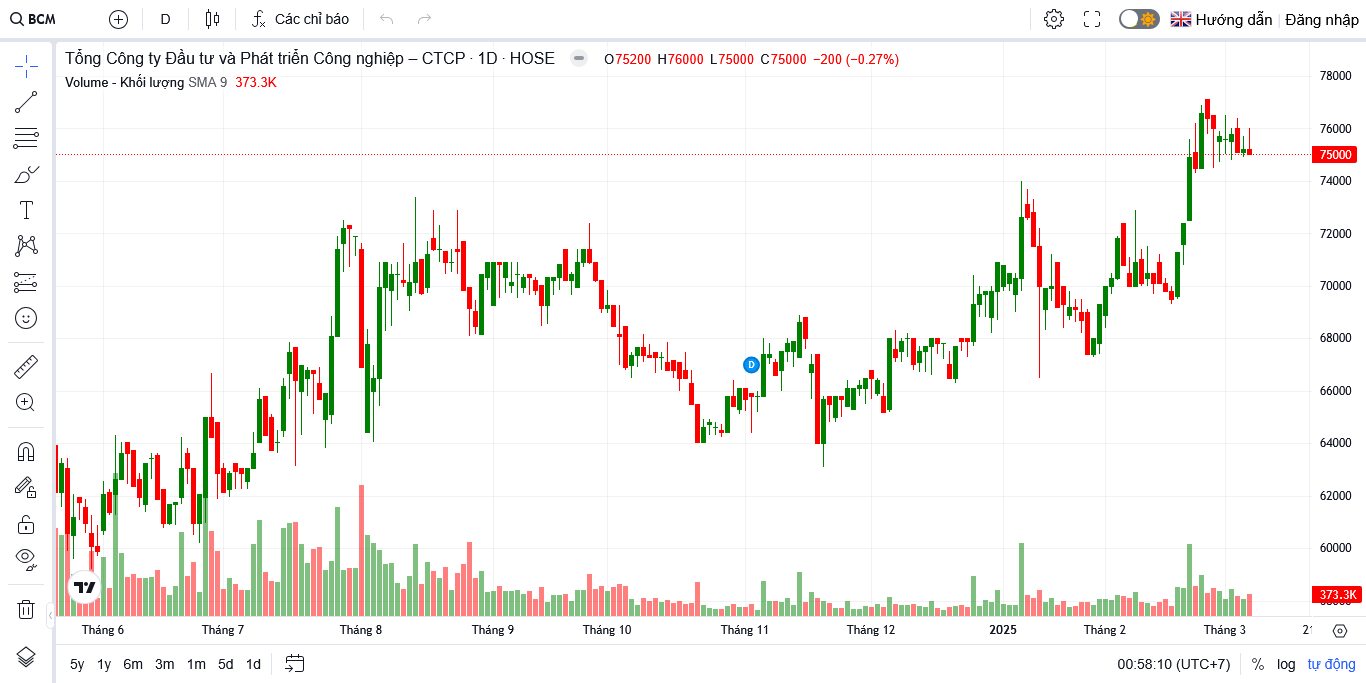 BCM D Các chỉ báo Hướng dẫn Đăng nhập
Tổng Công ty Đầu tư và Phát triển Công nghiệp – CTCP · 1D · HOSE O75200 H76000 L75000 C75000 −200 (−0.27%)
Volume - Khối lượng SMA 9 373.3K
78000
76000
75000
74000
72000
70000
68000
D
66000
64000
62000
60000
373.3K
Tháng 6 Tháng 7 Tháng 8 Tháng 9 Tháng 10 Tháng 11 Tháng 12 2025 Tháng 2 Tháng 3
5y 1y 6m 3m 1m 5d 1d 00:58:10 (UTC+7) % log tự động